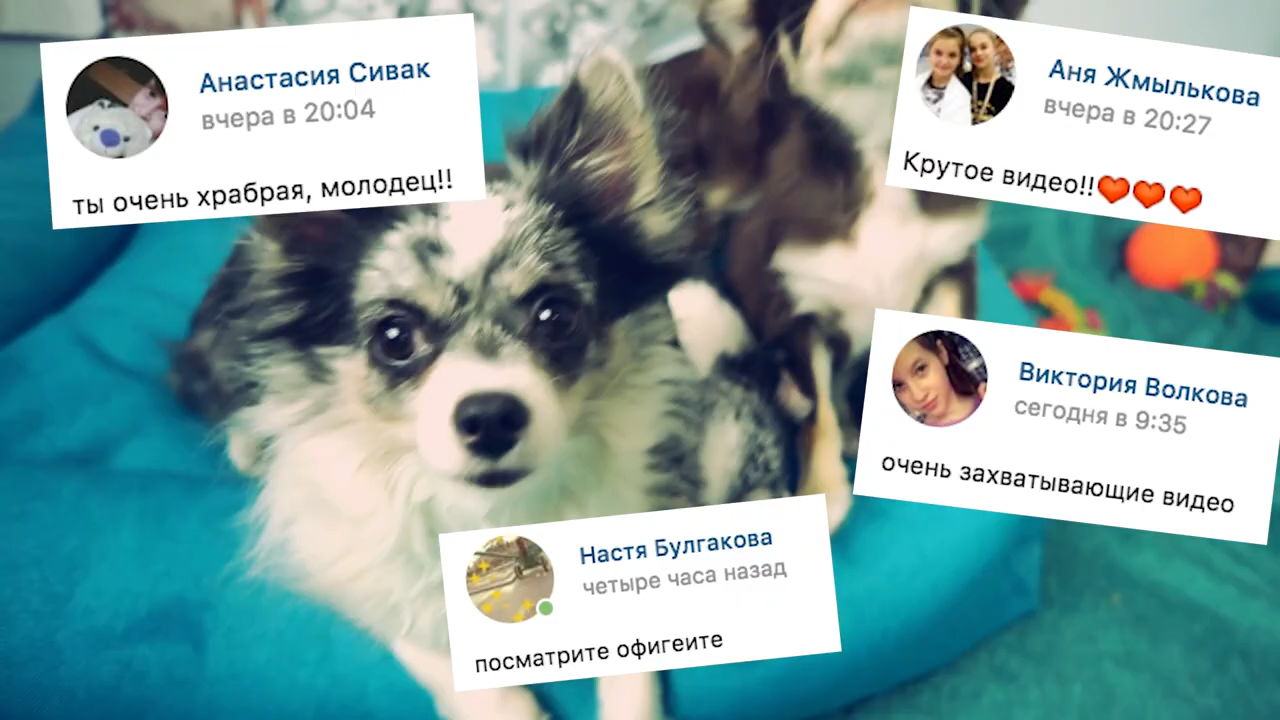 Анастасия Сивак
вчера в 20:04
ты очень храбрая, молодец!!
Аня Жмылькова
вчера в 20:27
Крутое видео!!❤❤❤
Виктория Волкова
сегодня в 9:35
очень захватывающие видео
Настя Булгакова
четыре часа назад
посматрите офигеите